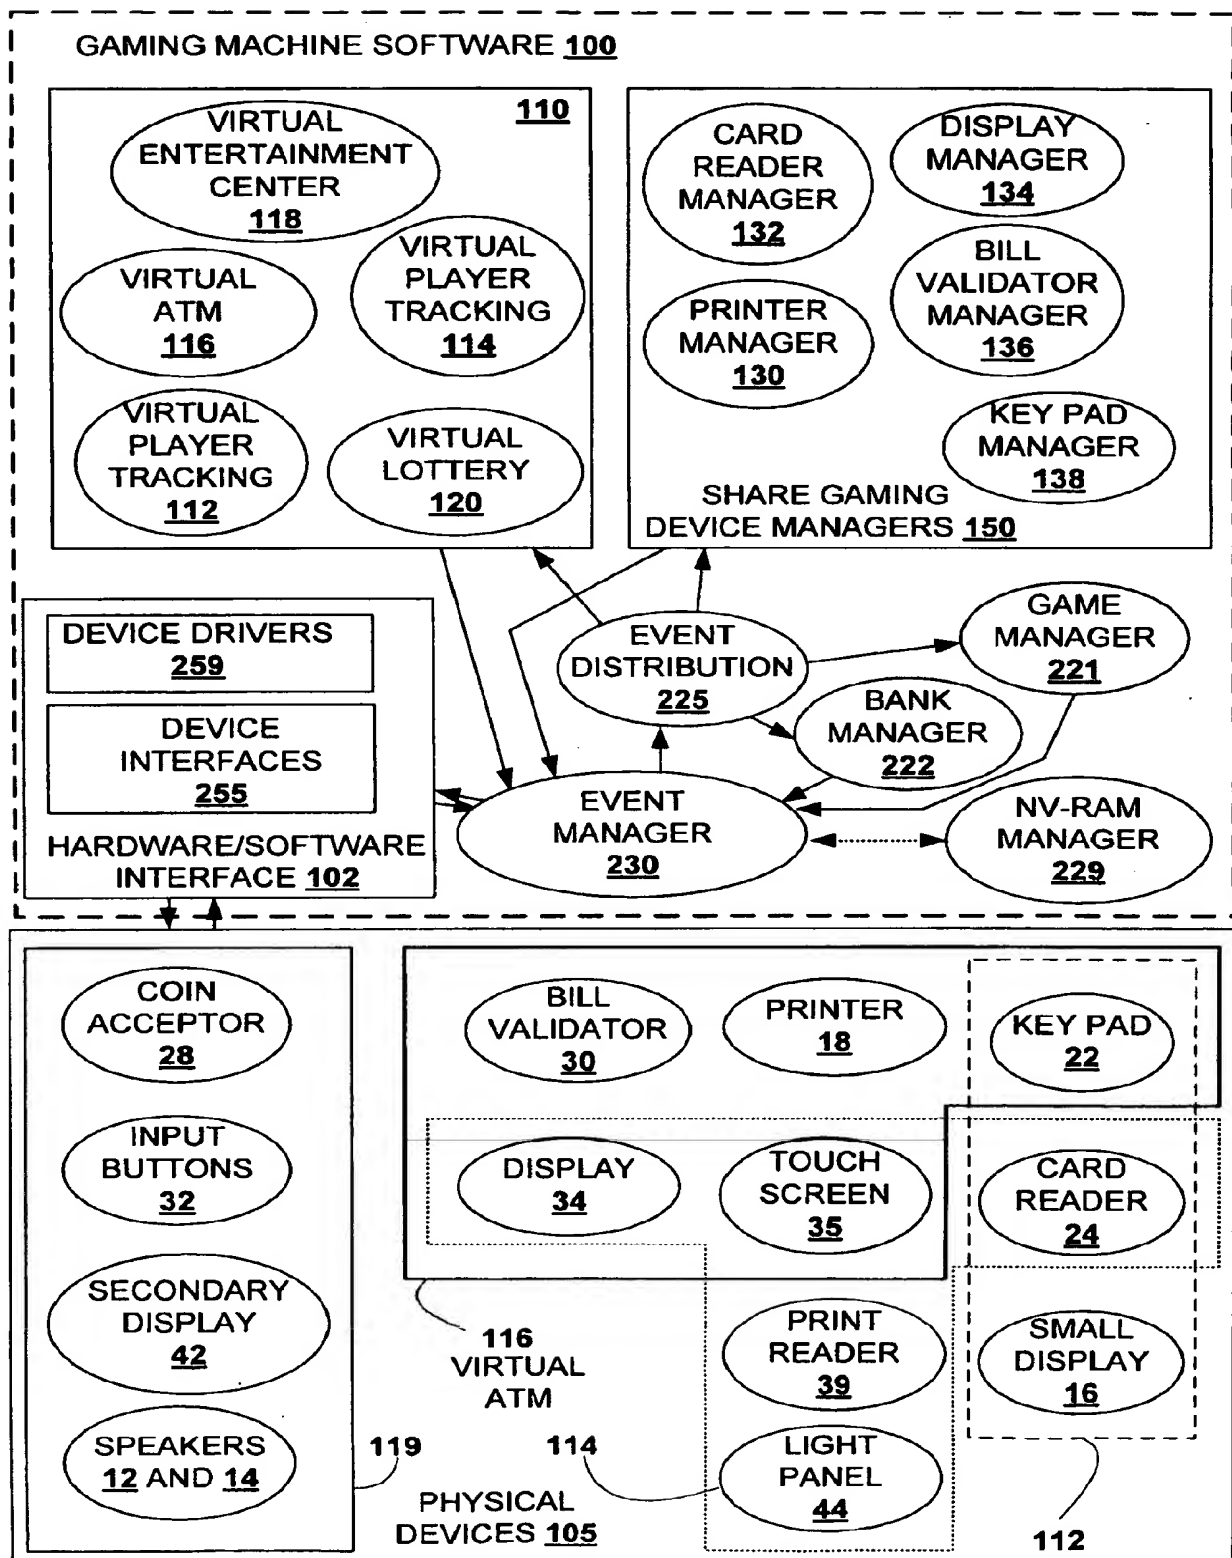 GAMING MACHINE SOFTWARE 100
110
VIRTUAL
ENTERTAINMENT
CENTER
118
VIRTUAL
PLAYER
TRACKING
114
VIRTUAL
ATM
116
VIRTUAL
PLAYER
TRACKING
112
VIRTUAL
LOTTERY
120
CARD
READER
MANAGER
132
DISPLAY
MANAGER
134
BILL
VALIDATOR
MANAGER
136
PRINTER
MANAGER
130
KEY PAD
MANAGER
138
SHARE GAMING
DEVICE MANAGERS 150
DEVICE DRIVERS
259
DEVICE
INTERFACES
255
HARDWARE/SOFTWARE
INTERFACE 102
EVENT
DISTRIBUTION
225
GAME
MANAGER
221
BANK
MANAGER
222
EVENT
MANAGER
230
NV-RAM
MANAGER
229
COIN
ACCEPTOR
28
INPUT
BUTTONS
32
SECONDARY
DISPLAY
42
SPEAKERS
12 AND 14
119
BILL
VALIDATOR
30
PRINTER
18
KEY PAD
22
DISPLAY
34
TOUCH
SCREEN
35
CARD
READER
24
116
VIRTUAL
ATM
PRINT
READER
39
SMALL
DISPLAY
16
114
LIGHT
PANEL
44
PHYSICAL
DEVICES 105
112